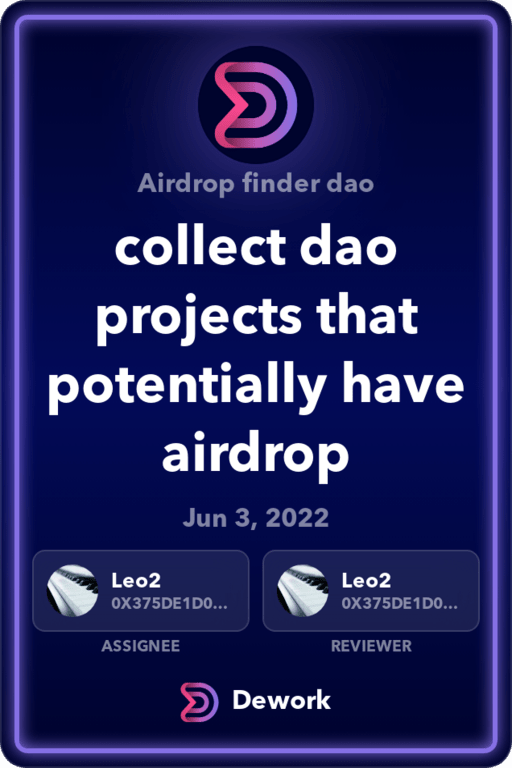 Airdrop finder dao
collect dao
projects that
potentially have
airdrop
Jun 3, 2022
Leo2
0X375DE1D0...
ASSIGNEE
Leo2
0X375DE1D0...
REVIEWER
Dework